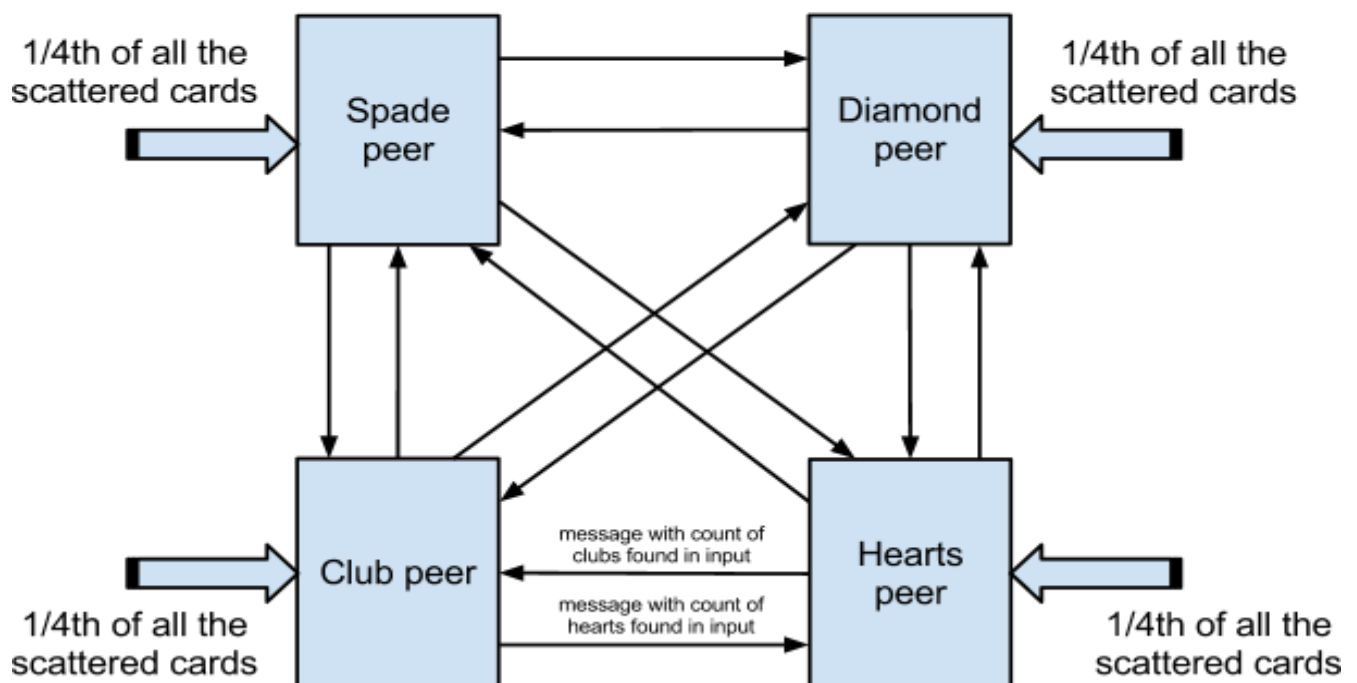 1/4th of all the
scattered cards
Spade
peer
Diamond
peer
1/4th of all the
scattered cards
message with count of
clubs found in input
Club peer
Hearts
peer
message with count of
hearts found in input
1/4th of all the
scattered cards
1/4th of all the
scattered cards